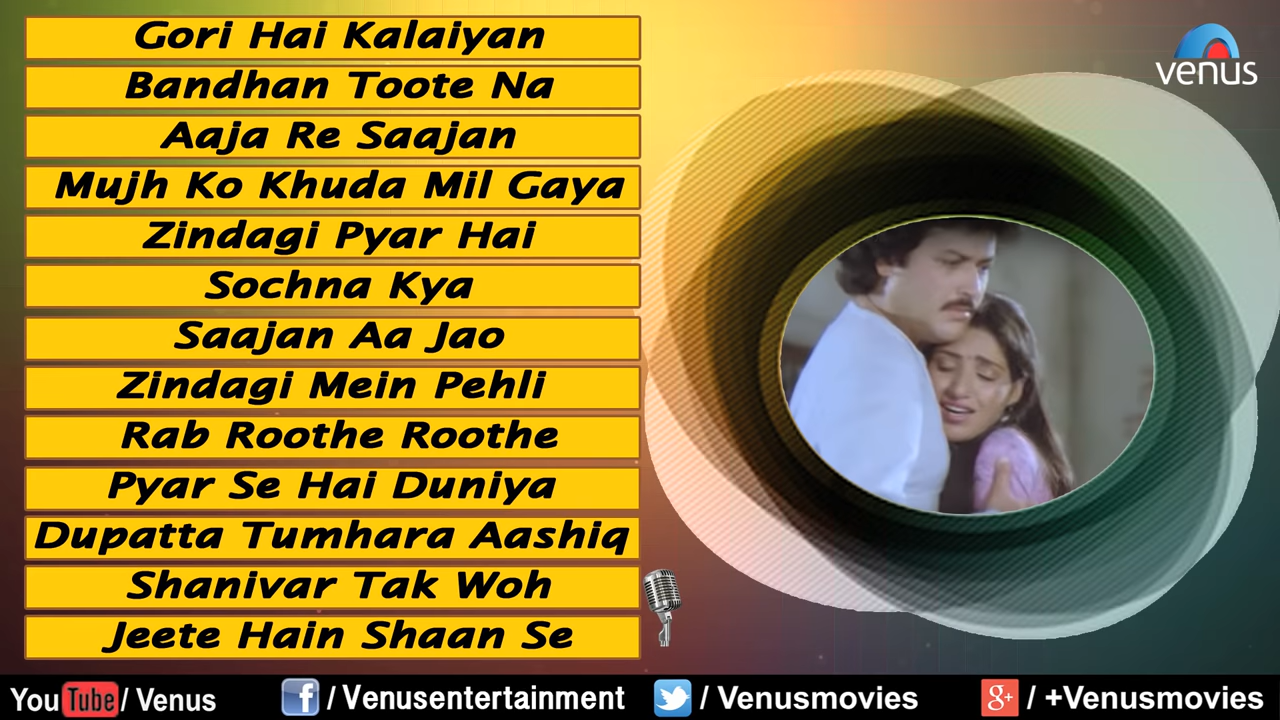 Gori Hai Kalaiyan
Bandhan Toote Na
Aaja Re Saajan
Mujh Ko Khuda Mil Gaya
Zindagi Pyar Hai
Sochna Kya
Saajan Aa Jao
Zindagi Mein Pehli
Rab Roothe Roothe
Pyar Se Hai Duniya
Dupatta Tumhara Aashiq
Shanivar Tak Woh
Jeete Hain Shaan Se
venus
YouTube / Venus
f / Venusentertainment
/ Venusmovies
g+ / +Venusmovies